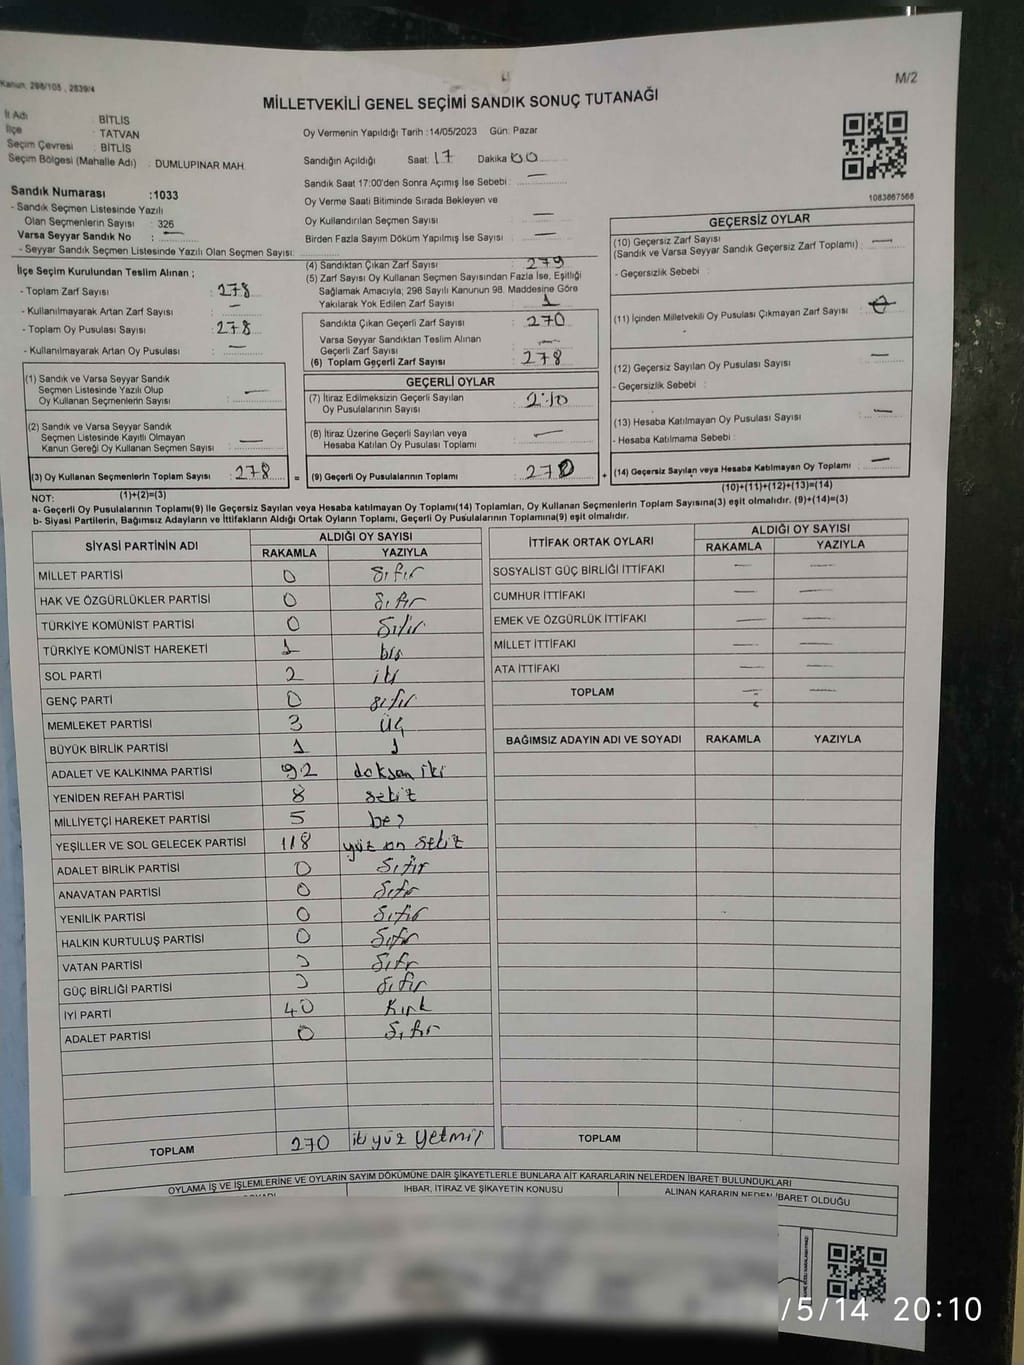 Kanun: 298/105 , 2839/4
M/2
MİLLETVEKİLİ GENEL SEÇİMİ SANDIK SONUÇ TUTANAĞI
İl Adı : BİTLİS
İlçe : TATVAN
Seçim Çevresi : BİTLİS
Seçim Bölgesi (Mahalle Adı) : DUMLUPINAR MAH.
Oy Vermenin Yapıldığı Tarih :14/05/2023 Gün: Pazar
Sandığın Açıldığı Saat: 17 Dakika 00
Sandık Saat 17:00'den Sonra Açımış İse Sebebi : —
Oy Verme Saati Bitiminde Sırada Bekleyen ve
Oy Kullandırılan Seçmen Sayısı —
Birden Fazla Sayım Döküm Yapılmış İse Sayısı : —
1083667568
Sandık Numarası :1033
- Sandık Seçmen Listesinde Yazılı
Olan Seçmenlerin Sayısı : 326
Varsa Seyyar Sandık No : —
- Seyyar Sandık Seçmen Listesinde Yazılı Olan Seçmen Sayısı:
İlçe Seçim Kurulundan Teslim Alınan ;
- Toplam Zarf Sayısı : 278
- Kullanılmayarak Artan Zarf Sayısı : —
- Toplam Oy Pusulası Sayısı : 278
- Kullanılmayarak Artan Oy Pusulası : —
(1) Sandık ve Varsa Seyyar Sandık
Seçmen Listesinde Yazılı Olup
Oy Kullanan Seçmenlerin Sayısı : —
(2) Sandık ve Varsa Seyyar Sandık
Seçmen Listesinde Kayıtlı Olmayan
Kanun Gereği Oy Kullanan Seçmen Sayısı : —
(3) Oy Kullanan Seçmenlerin Toplam Sayısı : 278
(4) Sandıktan Çıkan Zarf Sayısı : 279
(5) Zarf Sayısı Oy Kullanan Seçmen Sayısından Fazla İse, Eşitliği
Sağlamak Amacıyla; 298 Sayılı Kanunun 98. Maddesine Göre
Yakılarak Yok Edilen Zarf Sayısı : 1
Sandıkta Çıkan Geçerli Zarf Sayısı : 270
Varsa Seyyar Sandıktan Teslim Alınan
Geçerli Zarf Sayısı : —
(6) Toplam Geçerli Zarf Sayısı : 278
GEÇERLİ OYLAR
(7) İtiraz Edilmeksizin Geçerli Sayılan
Oy Pusulalarının Sayısı :
(8) İtiraz Üzerine Geçerli Sayılan veya
Hesaba Katılan Oy Pusulası Toplamı : —
(9) Geçerli Oy Pusulalarının Toplamı : 270
GEÇERSİZ OYLAR
(10) Geçersiz Zarf Sayısı
(Sandık ve Varsa Seyyar Sandık Geçersiz Zarf Toplamı) : —
- Geçersizlik Sebebi :
(11) İçinden Milletvekili Oy Pusulası Çıkmayan Zarf Sayısı :
(12) Geçersiz Sayılan Oy Pusulası Sayısı : —
- Geçersizlik Sebebi :
(13) Hesaba Katılmayan Oy Pusulası Sayısı : —
- Hesaba Katılmama Sebebi :
(14) Geçersiz Sayılan veya Hesaba Katılmayan Oy Toplamı : —
NOT: (1)+(2)=(3)
(10)+(11)+(12)+(13)=(14)
a- Geçerli Oy Pusulalarının Toplamı(9) ile Geçersiz Sayılan veya Hesaba katılmayan Oy Toplamı(14) Toplamları, Oy Kullanan Seçmenlerin Toplam Sayısına(3) eşit olmalıdır. (9)+(14)=(3)
b- Siyasi Partilerin, Bağımsız Adayların ve İttifakların Aldığı Ortak Oyların Toplamı, Geçerli Oy Pusulalarının Toplamına(9) eşit olmalıdır.
SİYASİ PARTİNİN ADI ALDIĞI OY SAYISI
RAKAMLA YAZIYLA
MİLLET PARTİSİ 0 Sıfır
HAK VE ÖZGÜRLÜKLER PARTİSİ 0 Sıfır
TÜRKİYE KOMÜNİST PARTİSİ 0 Sıfır
TÜRKİYE KOMÜNİST HAREKETİ 1 bir
SOL PARTİ 2 iki
GENÇ PARTİ 0 sıfır
MEMLEKET PARTİSİ 3 üç
BÜYÜK BİRLİK PARTİSİ 1 1
ADALET VE KALKINMA PARTİSİ 92 doksan iki
YENİDEN REFAH PARTİSİ 8 sekiz
MİLLİYETÇİ HAREKET PARTİSİ 5 beş
YEŞİLLER VE SOL GELECEK PARTİSİ 118 yüz on sekiz
ADALET BİRLİK PARTİSİ 0 Sıfır
ANAVATAN PARTİSİ 0 Sıfır
YENİLİK PARTİSİ 0 Sıfır
HALKIN KURTULUŞ PARTİSİ 0 Sıfır
VATAN PARTİSİ 0 Sıfır
GÜÇ BİRLİĞİ PARTİSİ 0 Sıfır
İYİ PARTİ 40 Kırk
ADALET PARTİSİ 0 Sıfır
TOPLAM 270 iki yüz yetmiş
İTTİFAK ORTAK OYLARI ALDIĞI OY SAYISI
RAKAMLA YAZIYLA
SOSYALİST GÜÇ BİRLİĞİ İTTİFAKI — —
CUMHUR İTTİFAKI — —
EMEK VE ÖZGÜRLÜK İTTİFAKI — —
MİLLET İTTİFAKI — —
ATA İTTİFAKI — —
TOPLAM — —
BAĞIMSIZ ADAYIN ADI VE SOYADI RAKAMLA YAZIYLA
TOPLAM
OYLAMA İŞ VE İŞLEMLERİNE VE OYLARIN SAYIM DÖKÜMÜNE DAİR ŞİKAYETLERLE BUNLARA AİT KARARLARIN NELERDEN İBARET BULUNDUKLARI
İHBAR, İTİRAZ VE ŞİKAYETİN KONUSU
ALINAN KARARIN NEDEN İBARET OLDUĞU
/5/14 20:10